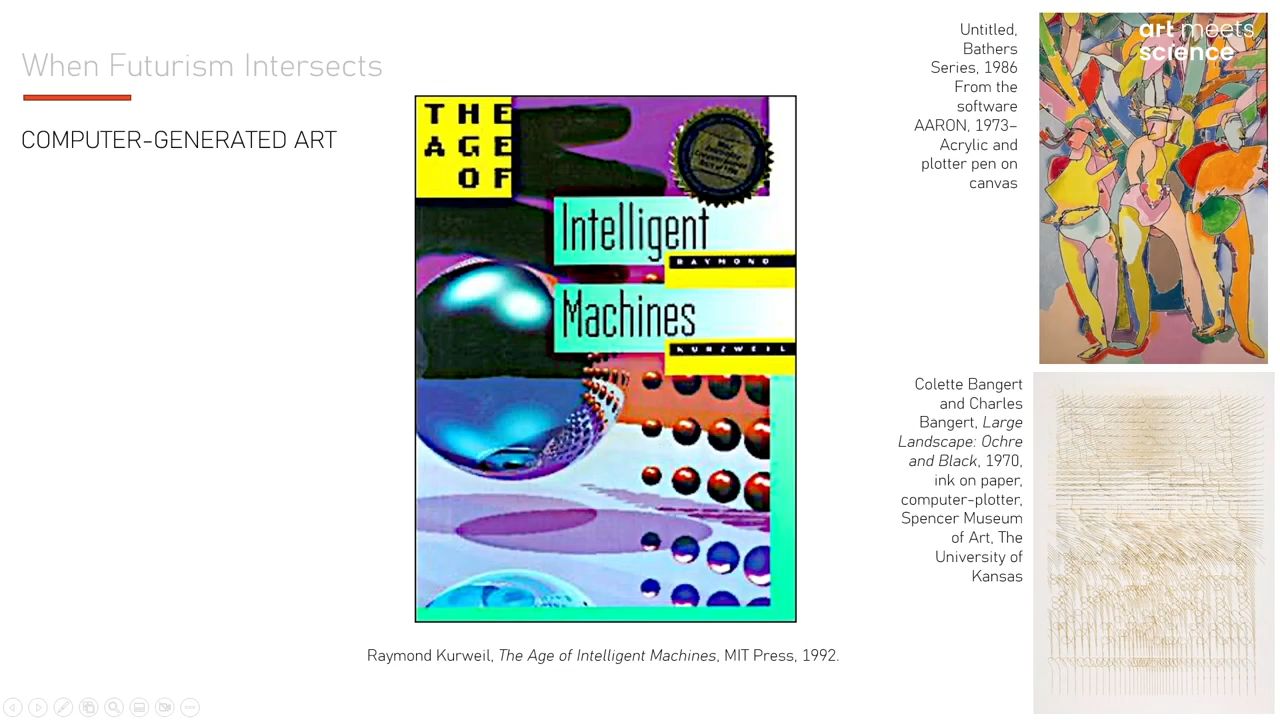 When Futurism Intersects
COMPUTER-GENERATED ART
THE
AGE
OF
Intelligent
RAYMOND
Machines
KURZWEIL
Raymond Kurweil, The Age of Intelligent Machines, MIT Press, 1992.
Untitled,
Bathers
Series, 1986
From the
software
AARON, 1973–
Acrylic and
plotter pen on
canvas
art meets
science
Colette Bangert
and Charles
Bangert, Large
Landscape: Ochre
and Black, 1970,
ink on paper,
computer-plotter,
Spencer Museum
of Art, The
University of
Kansas